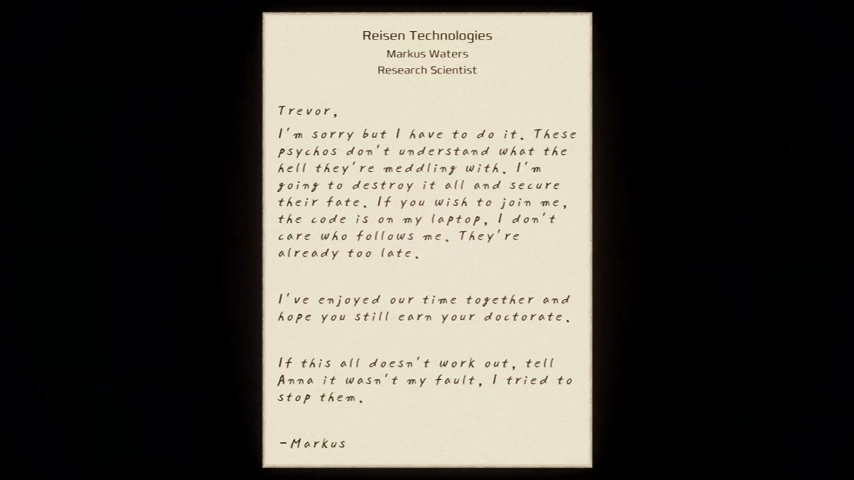 Reisen Technologies
Markus Waters
Research Scientist
Trevor,
I'm sorry but I have to do it. These
psychos don't understand what the
hell they're meddling with. I'm
going to destroy it all and secure
their fate. If you wish to join me,
the code is on my laptop, I don't
care who follows me. They're
already too late.
I've enjoyed our time together and
hope you still earn your doctorate.
If this all doesn't work out, tell
Anna it wasn't my fault, I tried to
stop them.
-Markus